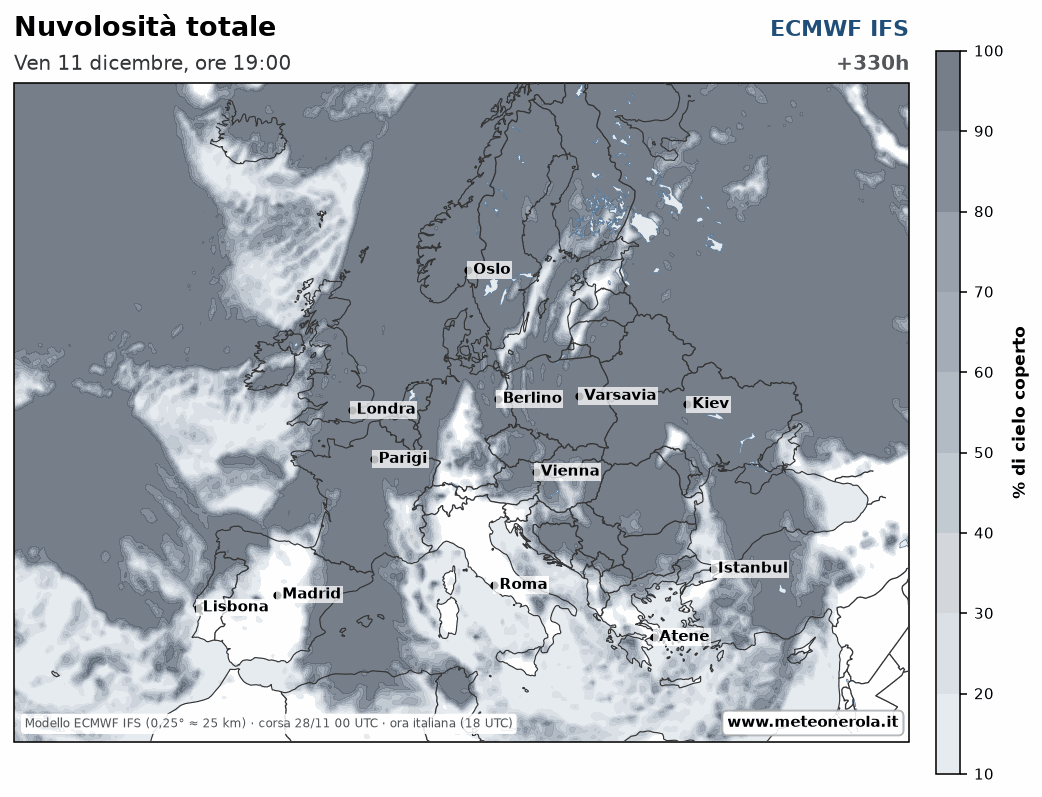 Nuvolosità totale
ECMWF IFS
Ven 11 dicembre, ore 19:00
+330h
100
90
80
70
60
50
40
30
20
10
% di cielo coperto
Oslo
Londra
Berlino
Varsavia
Kiev
Parigi
Vienna
Istanbul
Roma
Madrid
Lisbona
Atene
Modello ECMWF IFS (0,25° ≈ 25 km) · corsa 28/11 00 UTC · ora italiana (18 UTC)
www.meteonerola.it